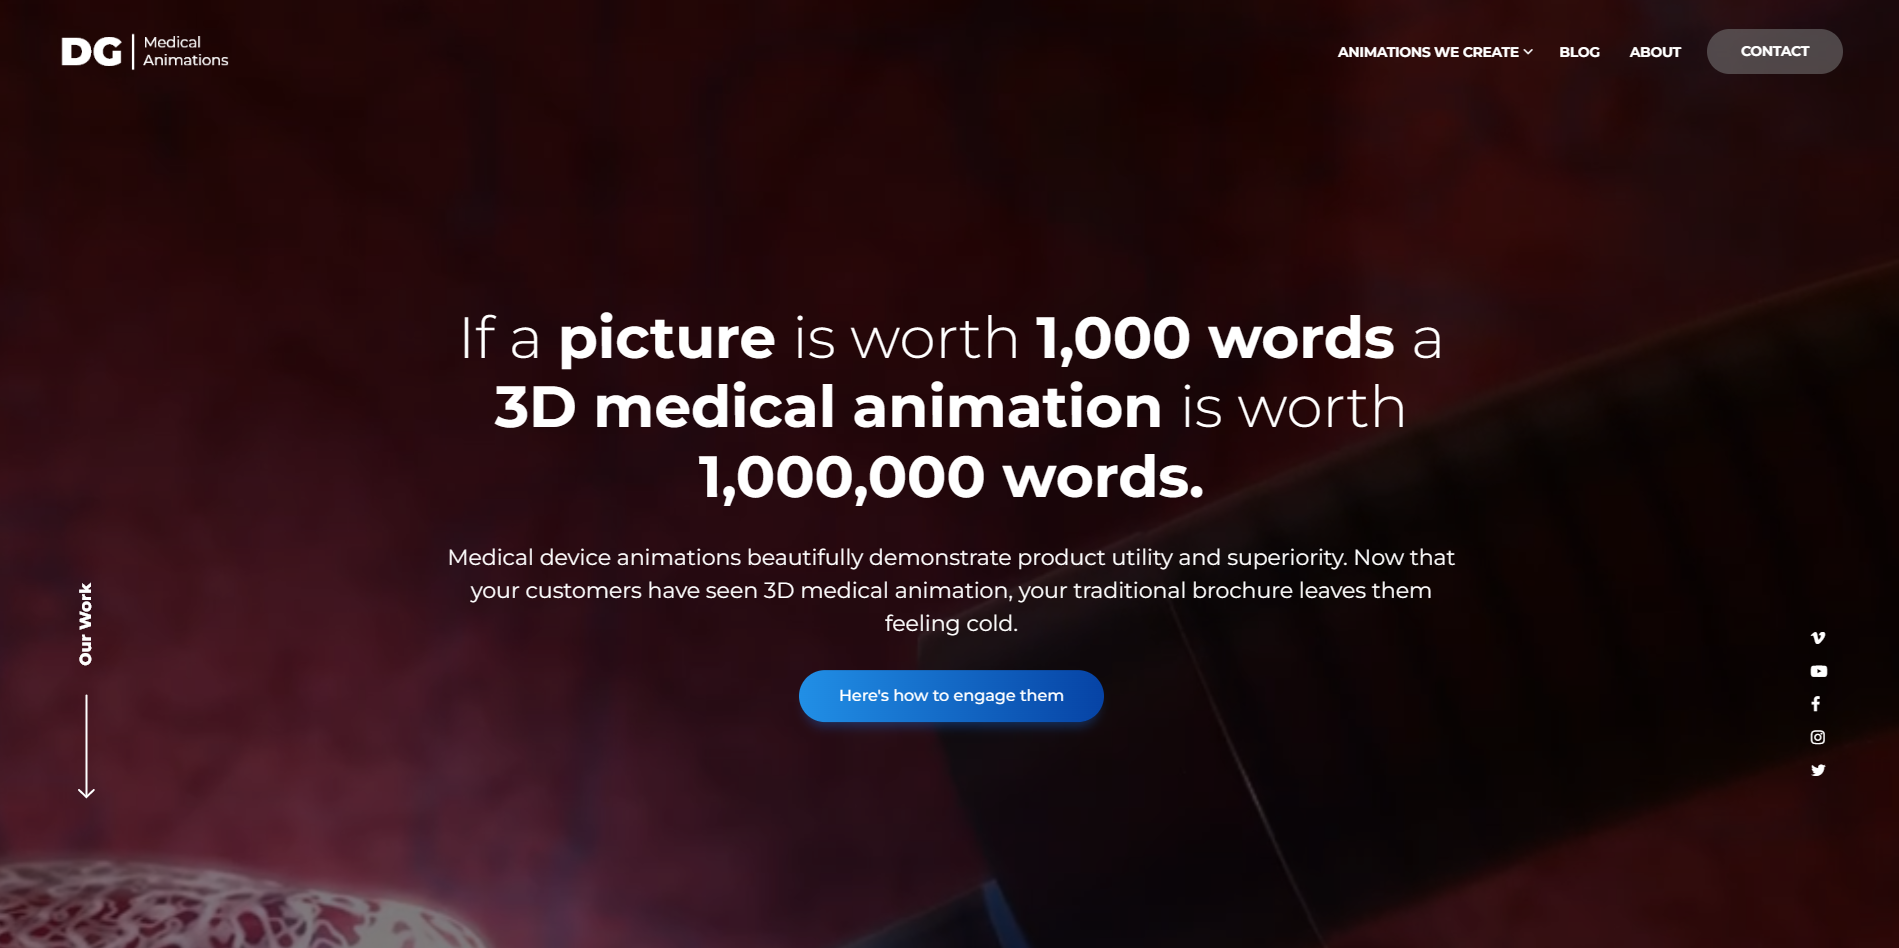 DG
Medical
Animations
ANIMATIONS WE CREATE
BLOG
ABOUT
CONTACT
If a picture is worth 1,000 words a
3D medical animation is worth
1,000,000 words.
Medical device animations beautifully demonstrate product utility and superiority. Now that
your customers have seen 3D medical animation, your traditional brochure leaves them
feeling cold.
Here's how to engage them
Our Work